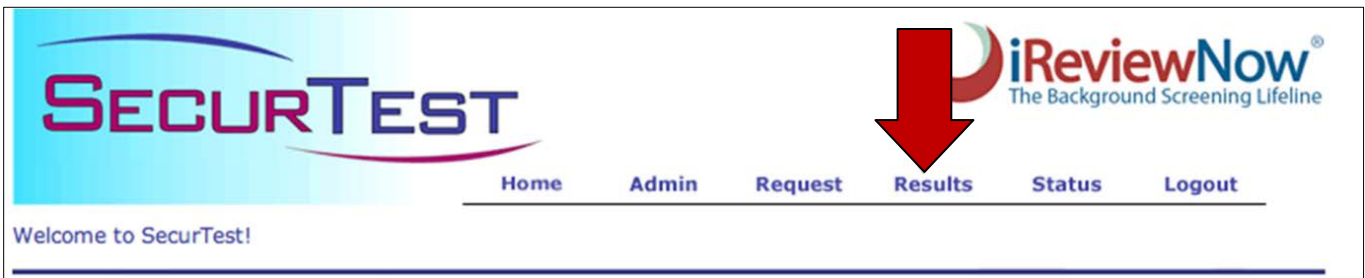 SECURTEST
iReviewNow®
The Background Screening Lifeline
Home Admin Request Results Status Logout
Welcome to SecurTest!